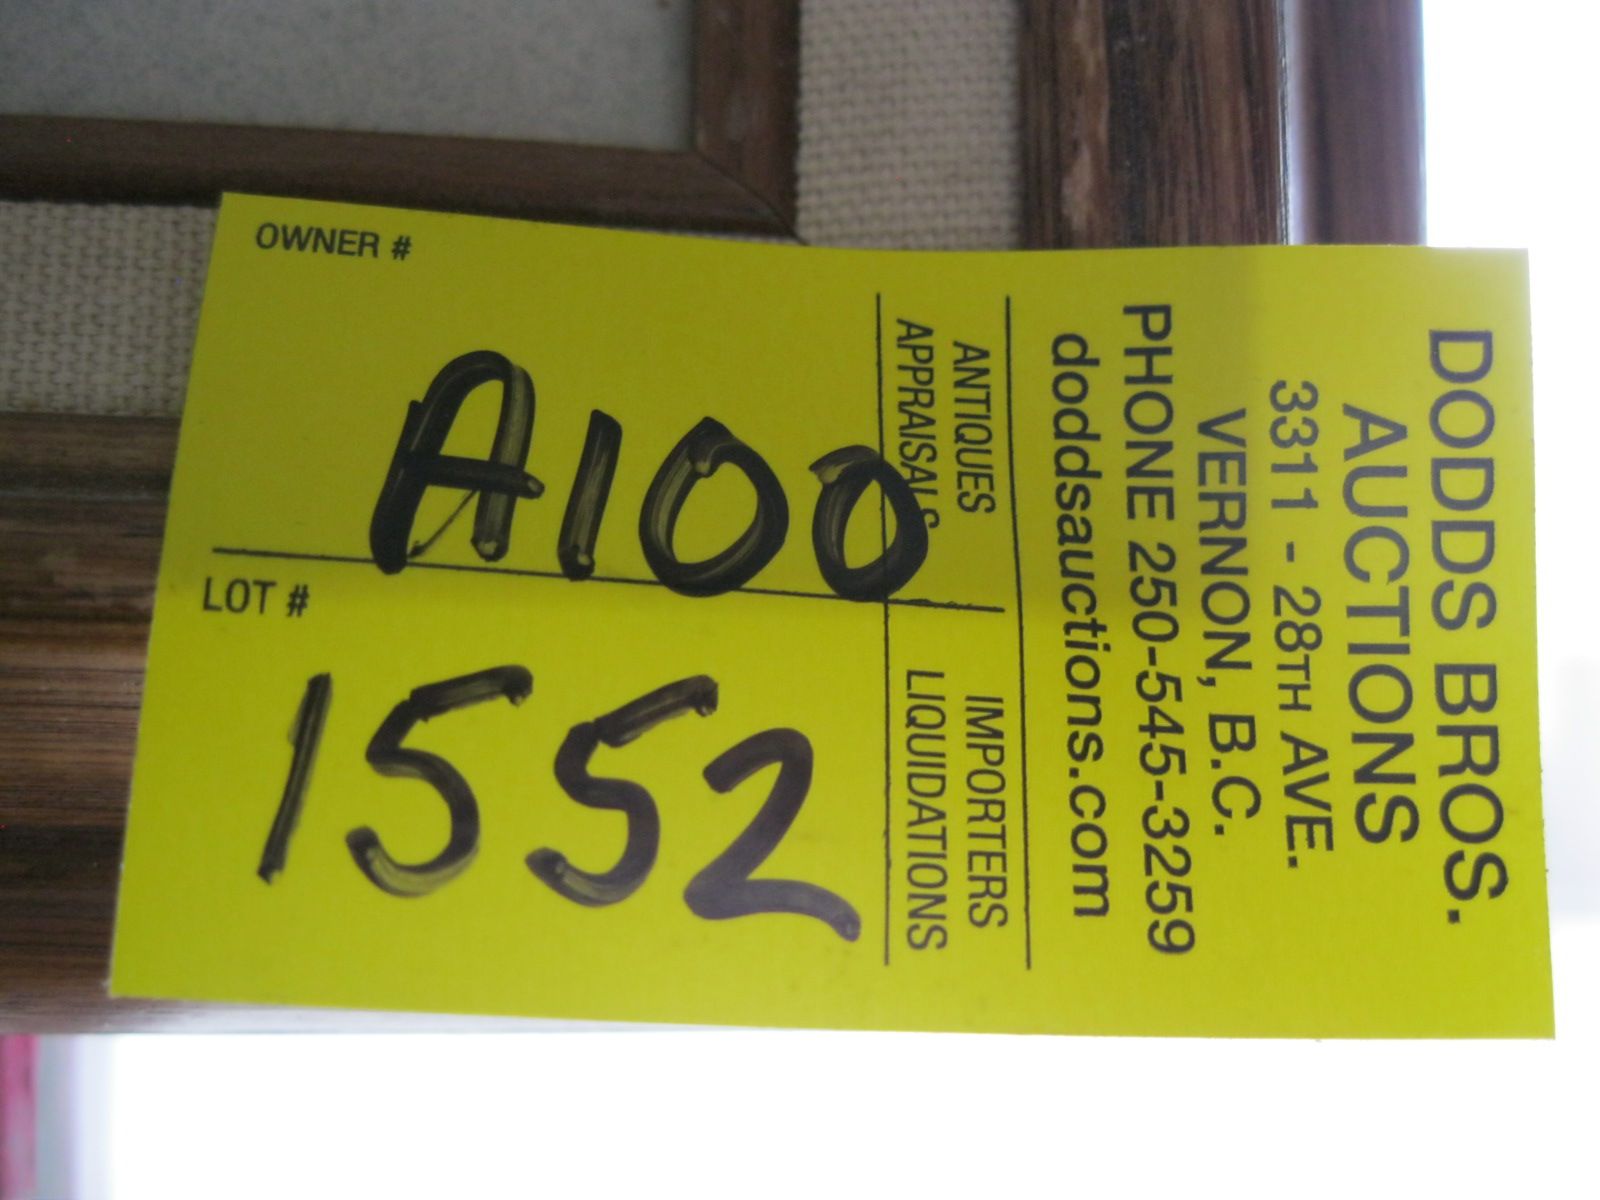 DODDS BROS.
AUCTIONS
3311 - 28TH AVE.
VERNON, B.C.
PHONE 250-545-3259
doddsauctions.com
ANTIQUES
APPRAISALS
IMPORTERS
LIQUIDATIONS
OWNER #
A100
LOT #
1552